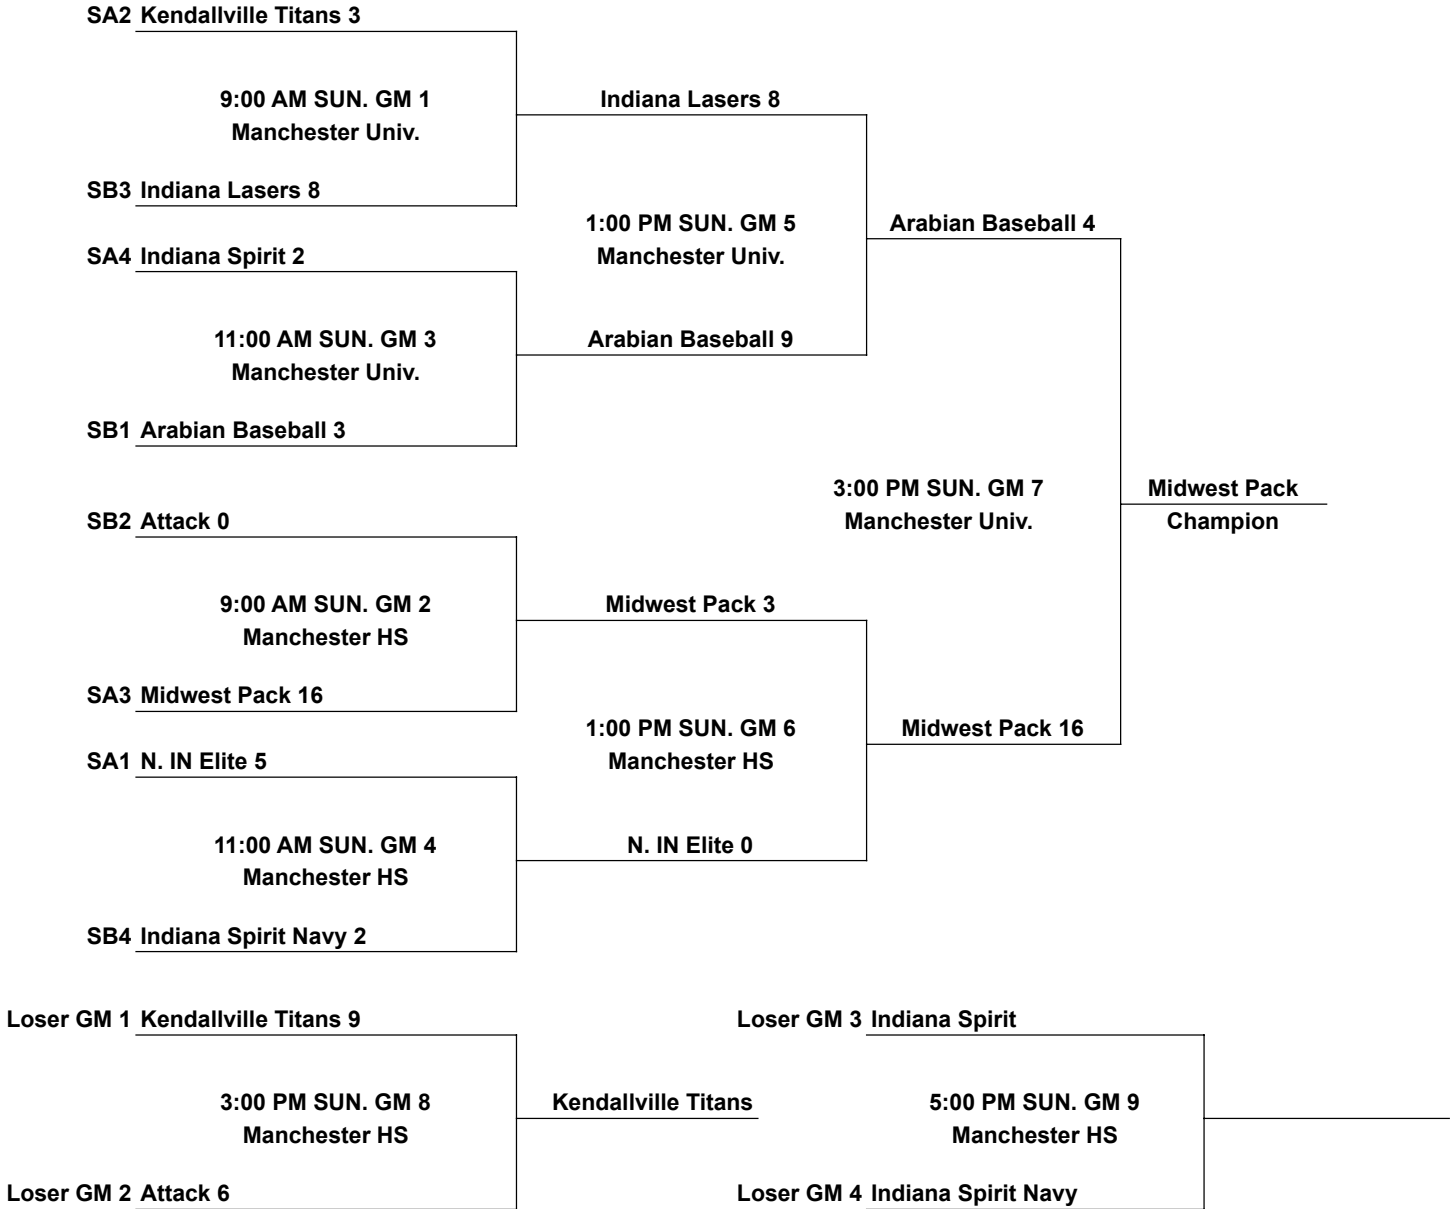 SA2 Kendallville Titans 3
9:00 AM SUN. GM 1
Manchester Univ.
Indiana Lasers 8
SB3 Indiana Lasers 8
1:00 PM SUN. GM 5
Manchester Univ.
Arabian Baseball 4
SA4 Indiana Spirit 2
11:00 AM SUN. GM 3
Manchester Univ.
Arabian Baseball 9
SB1 Arabian Baseball 3
3:00 PM SUN. GM 7
Manchester Univ.
Midwest Pack
Champion
SB2 Attack 0
9:00 AM SUN. GM 2
Manchester HS
Midwest Pack 3
SA3 Midwest Pack 16
1:00 PM SUN. GM 6
Manchester HS
Midwest Pack 16
SA1 N. IN Elite 5
11:00 AM SUN. GM 4
Manchester HS
N. IN Elite 0
SB4 Indiana Spirit Navy 2
Loser GM 1 Kendallville Titans 9
3:00 PM SUN. GM 8
Manchester HS
Kendallville Titans
Loser GM 2 Attack 6
Loser GM 3 Indiana Spirit
5:00 PM SUN. GM 9
Manchester HS
Loser GM 4 Indiana Spirit Navy